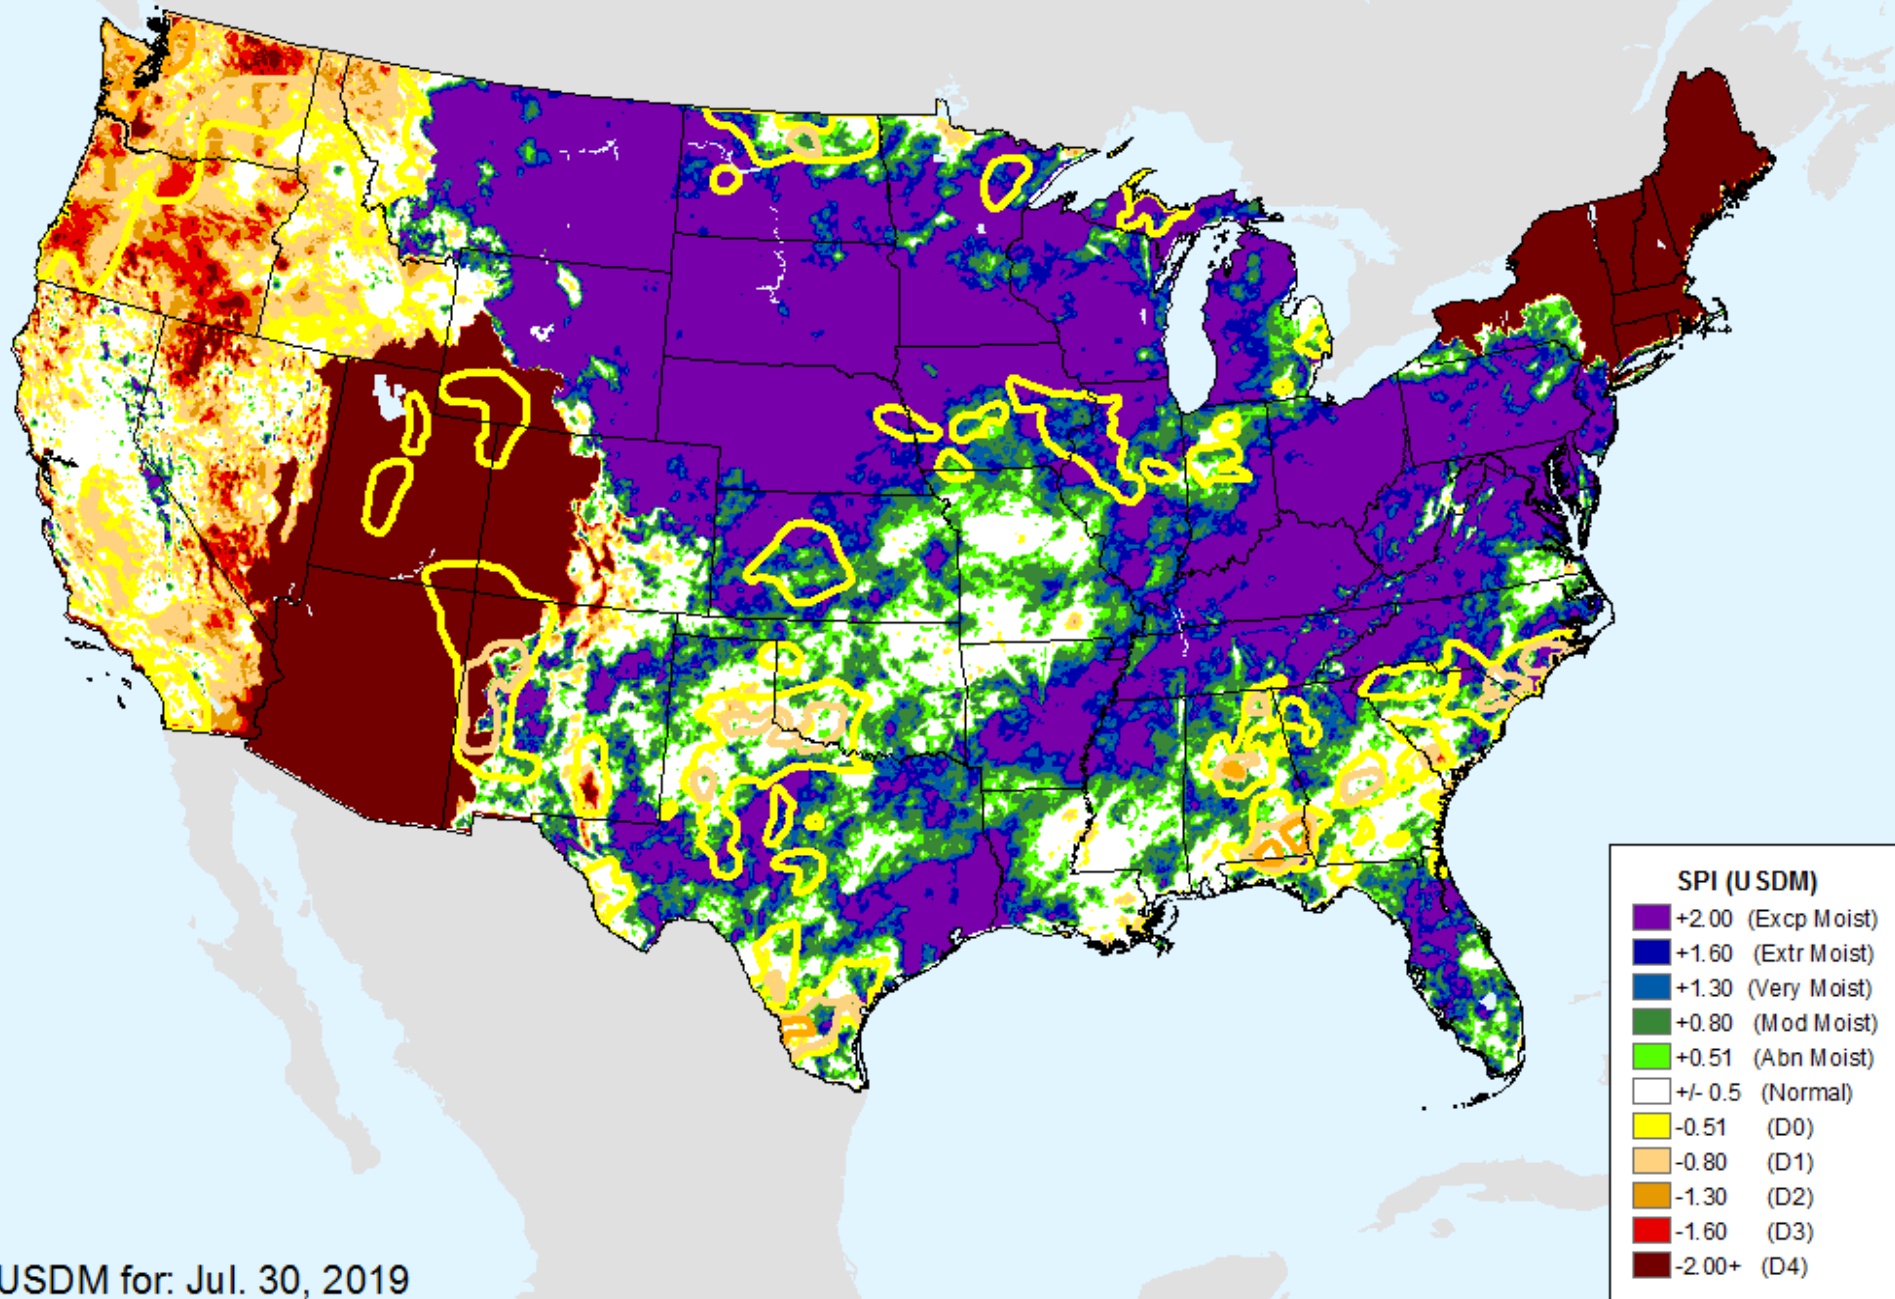 SPI (USDM)
+2.00 (Excp Moist)
+1.60 (Extr Moist)
+1.30 (Very Moist)
+0.80 (Mod Moist)
+0.51 (Abn Moist)
+/- 0.5 (Normal)
-0.51 (D0)
-0.80 (D1)
-1.30 (D2)
-1.60 (D3)
-2.00+ (D4)
USDM for: Jul. 30, 2019